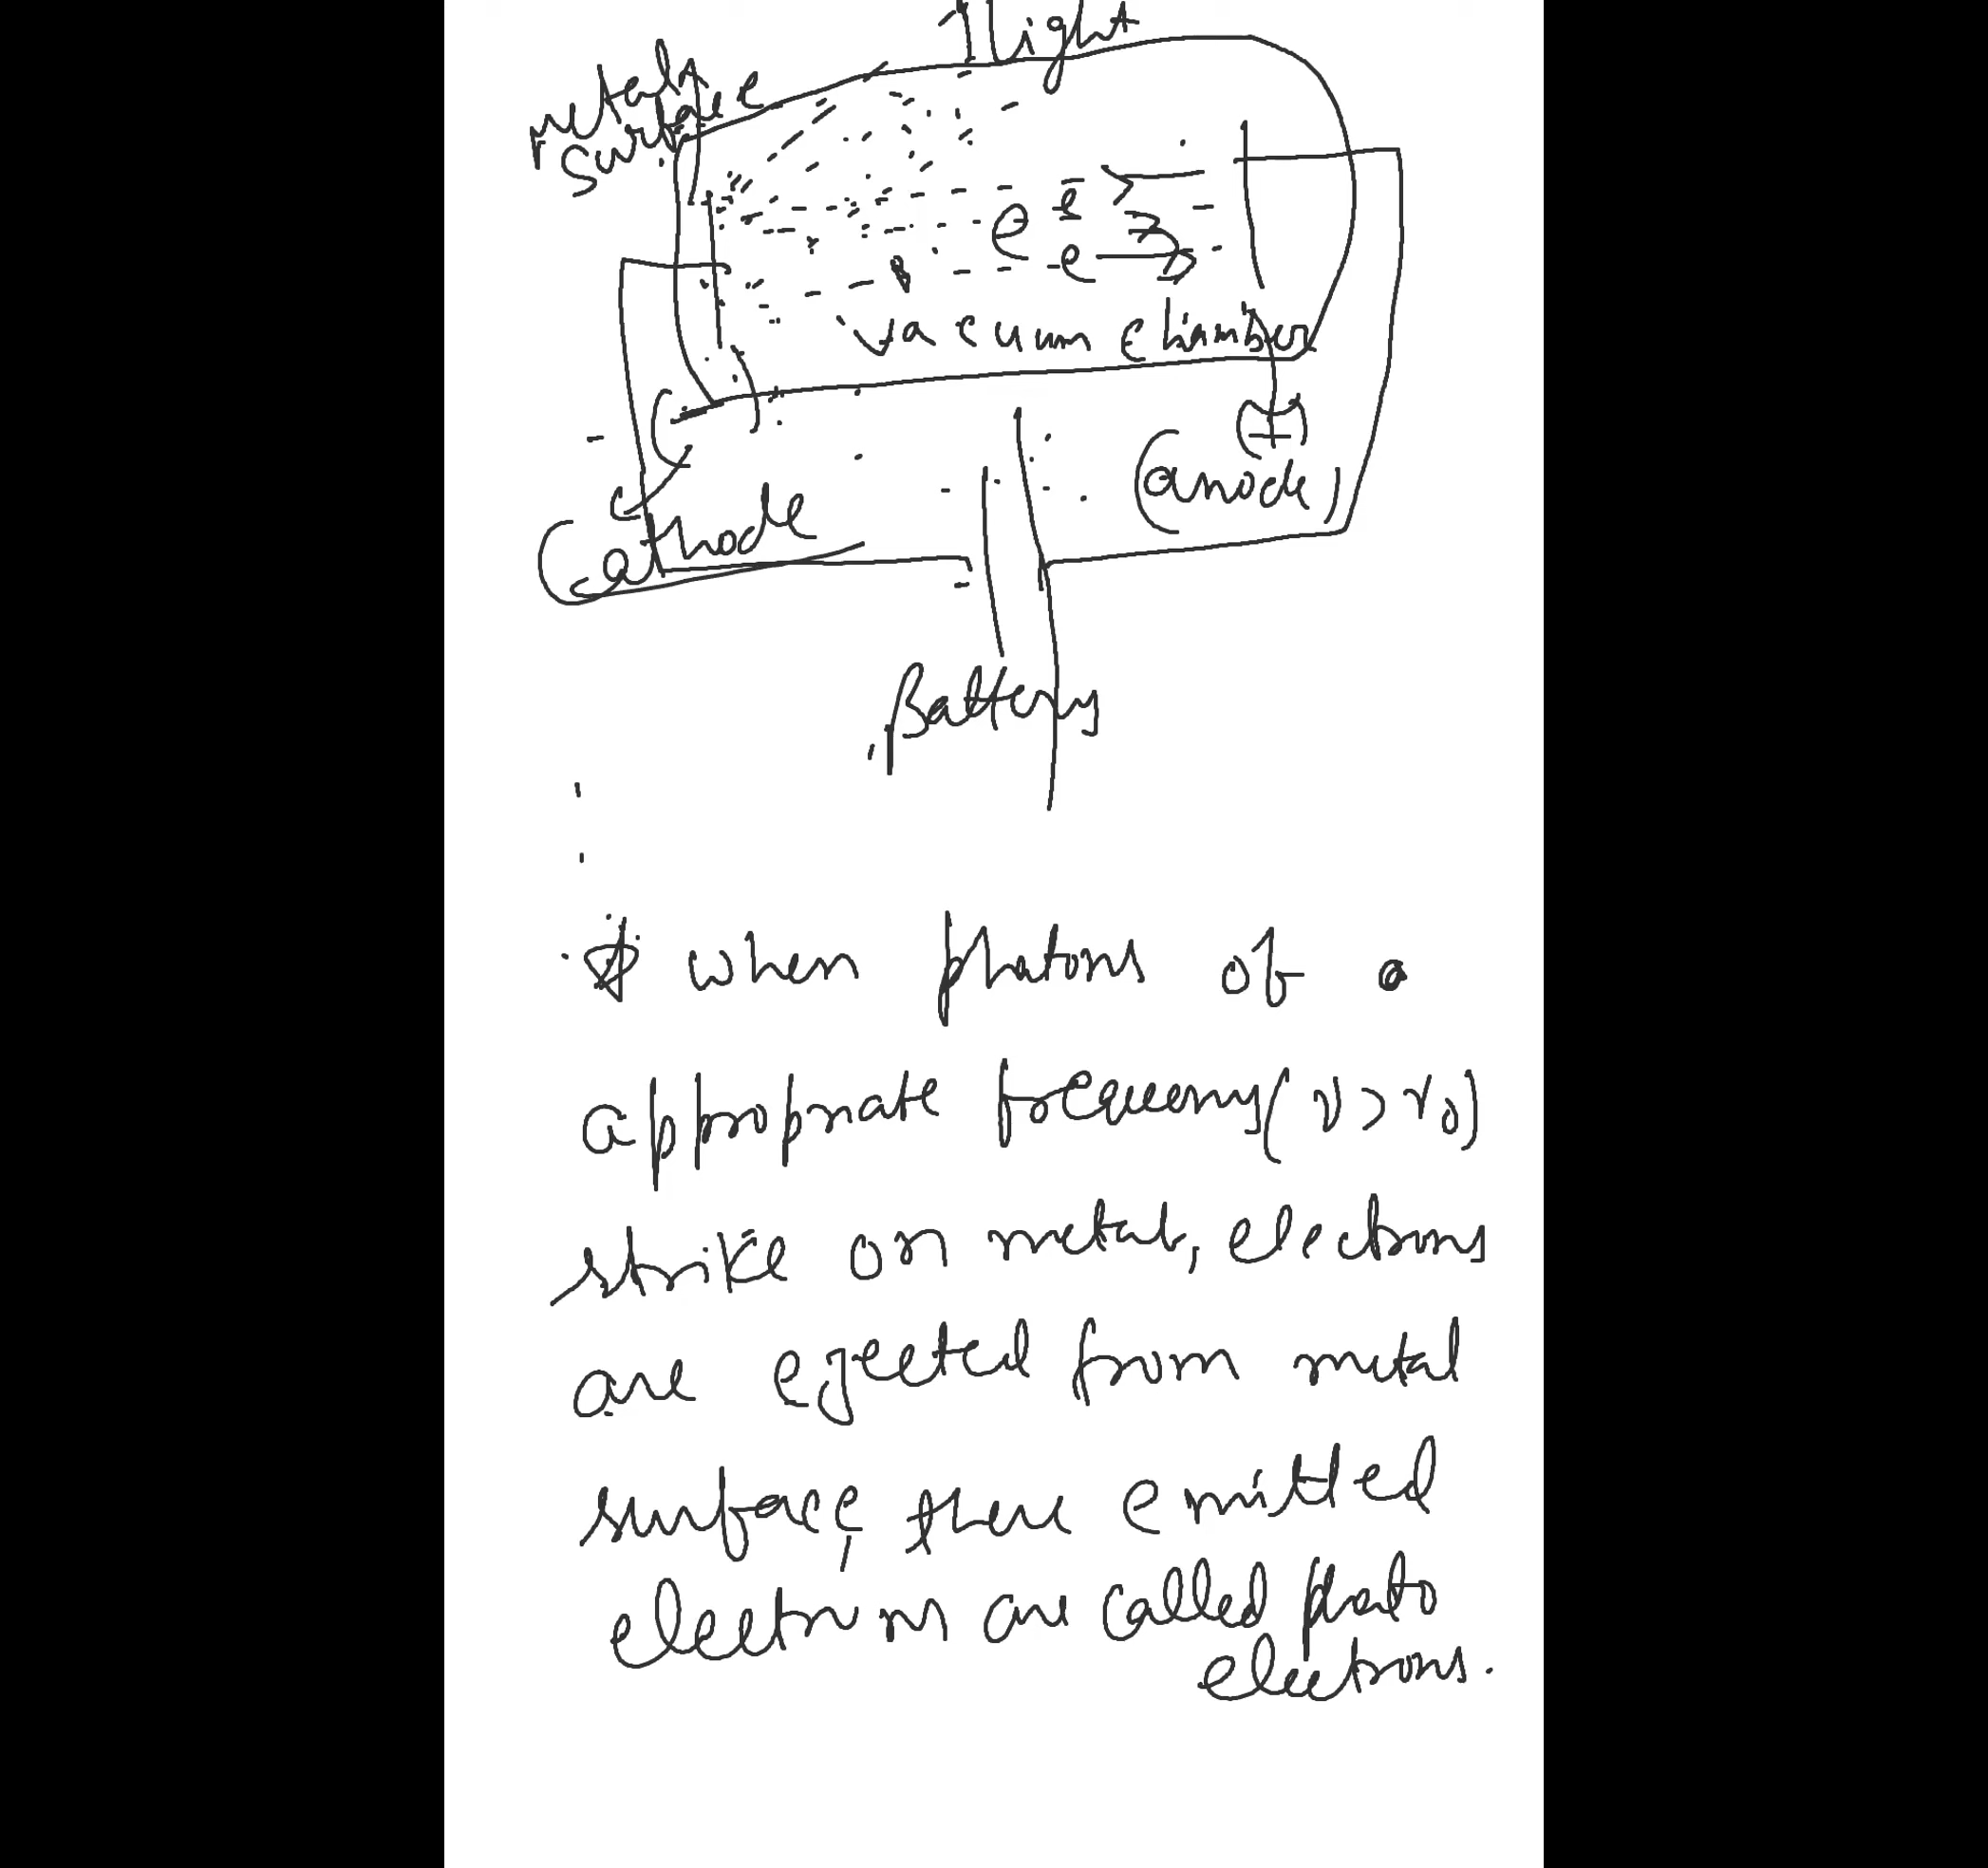 light
metal
surface
e e
e
vacuum chamber
(-)
(+)
(anode)
Cathode
Battery
when photons of a
appropriate frequency (ν > ν₀)
strike on metal, electrons
are ejected from metal
surface, these emitted
electron are called photo
electrons.